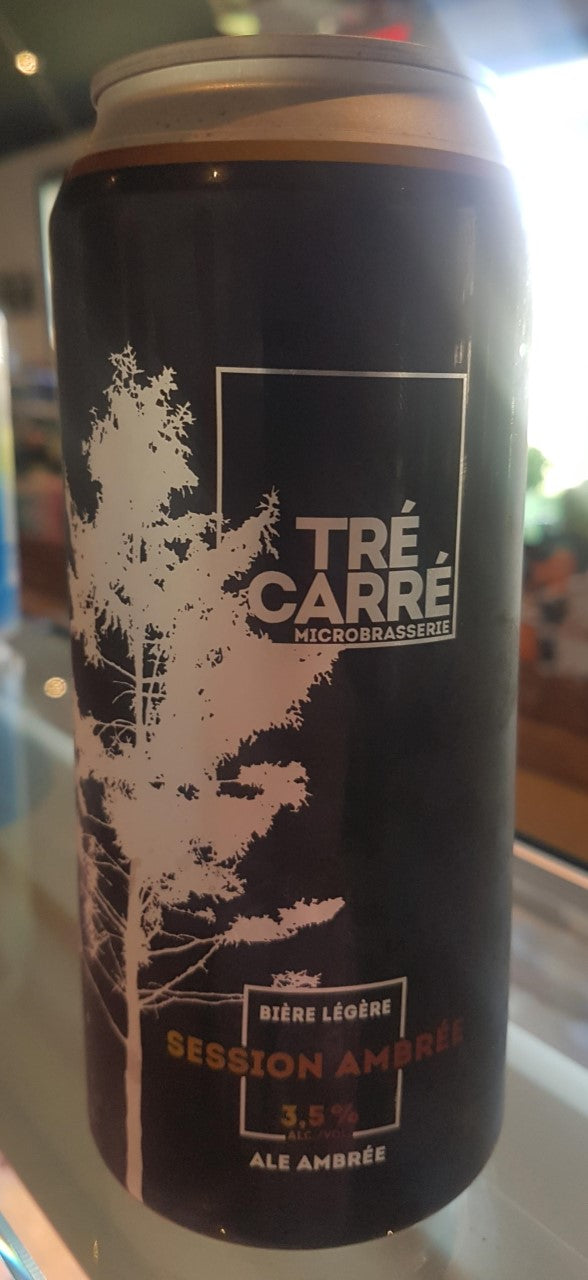 TRÉ
CARRÉ
MICROBRASSERIE
BIÈRE LÉGÈRE
SESSION AMBRÉE
3,5 %
ALC./VOL.
ALE AMBRÉE